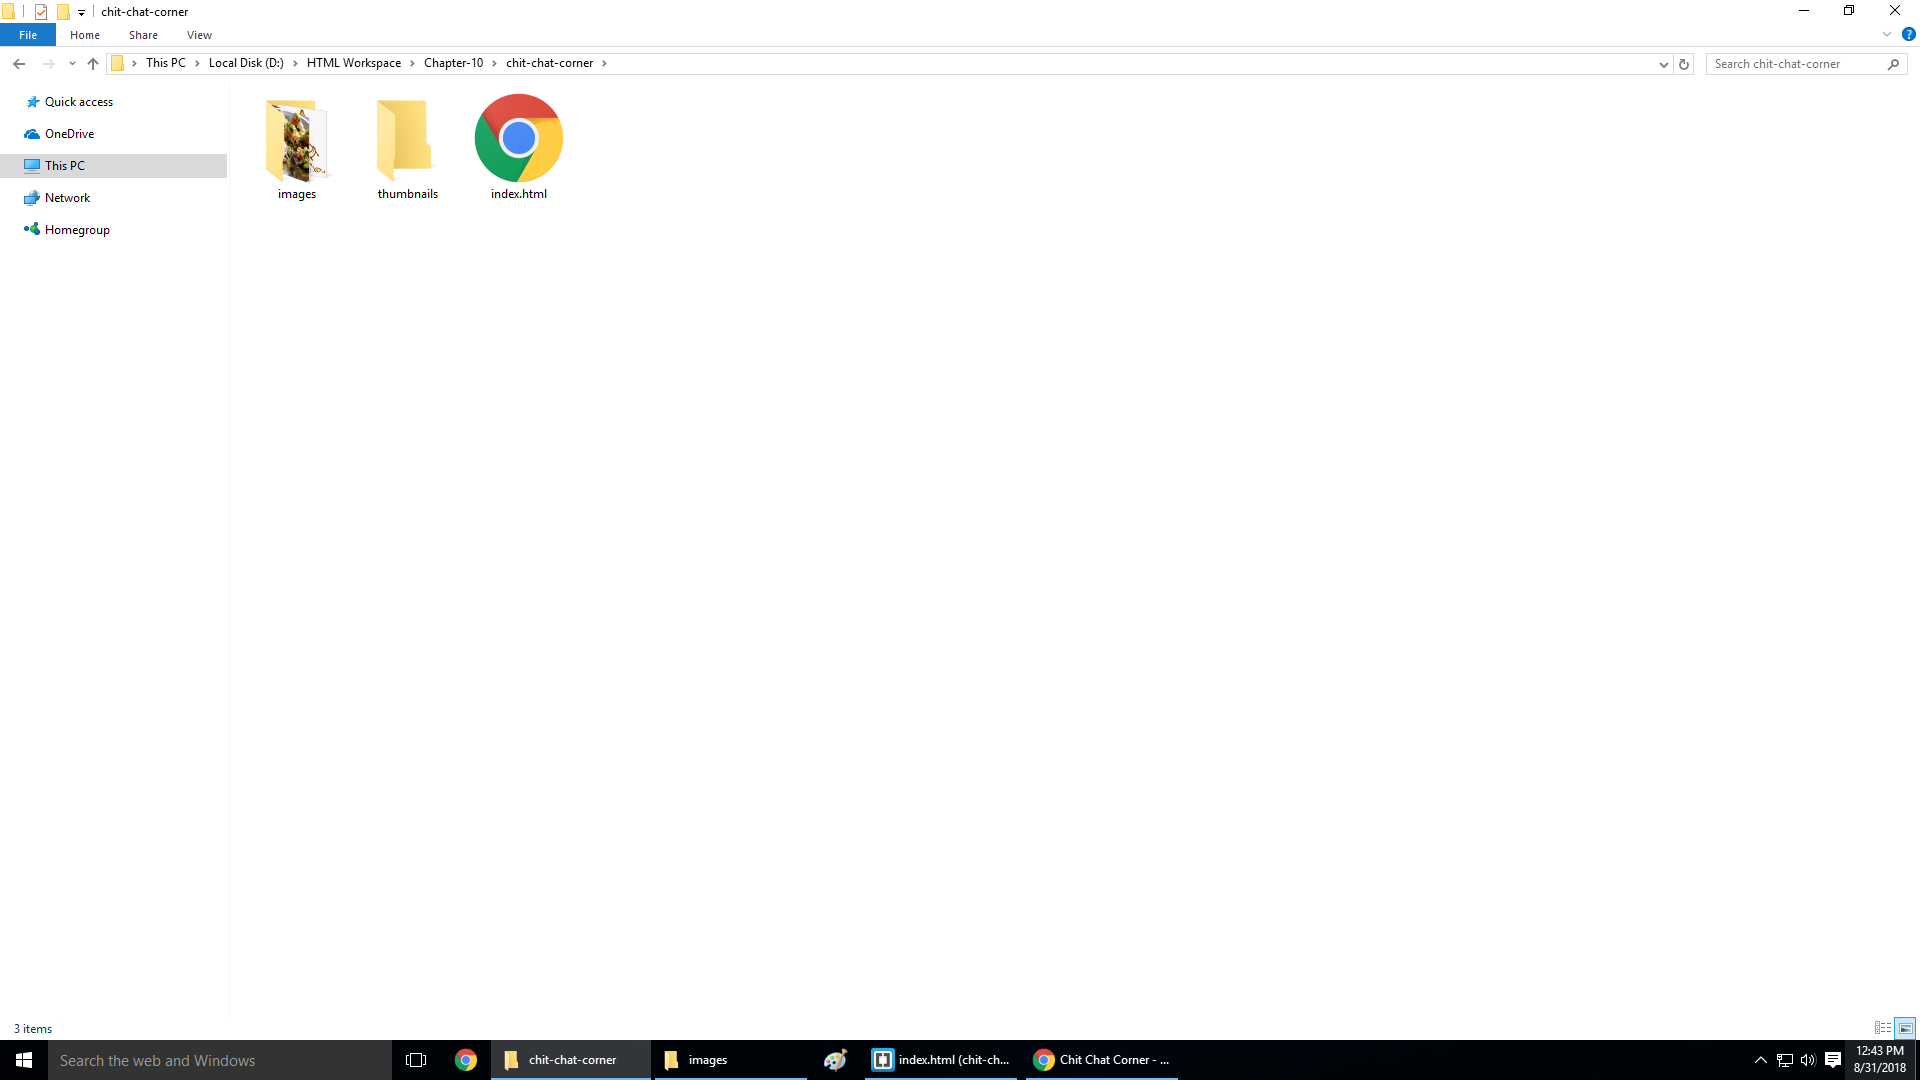 chit-chat-corner
File Home Share View
?
This PC Local Disk (D:) HTML Workspace Chapter-10 chit-chat-corner
Search chit-chat-corner
Quick access
OneDrive
This PC
Network
Homegroup
images
thumbnails
index.html
3 items
Search the web and Windows
chit-chat-corner
images
index.html (chit-ch...
Chit Chat Corner - ...
12:43 PM
8/31/2018